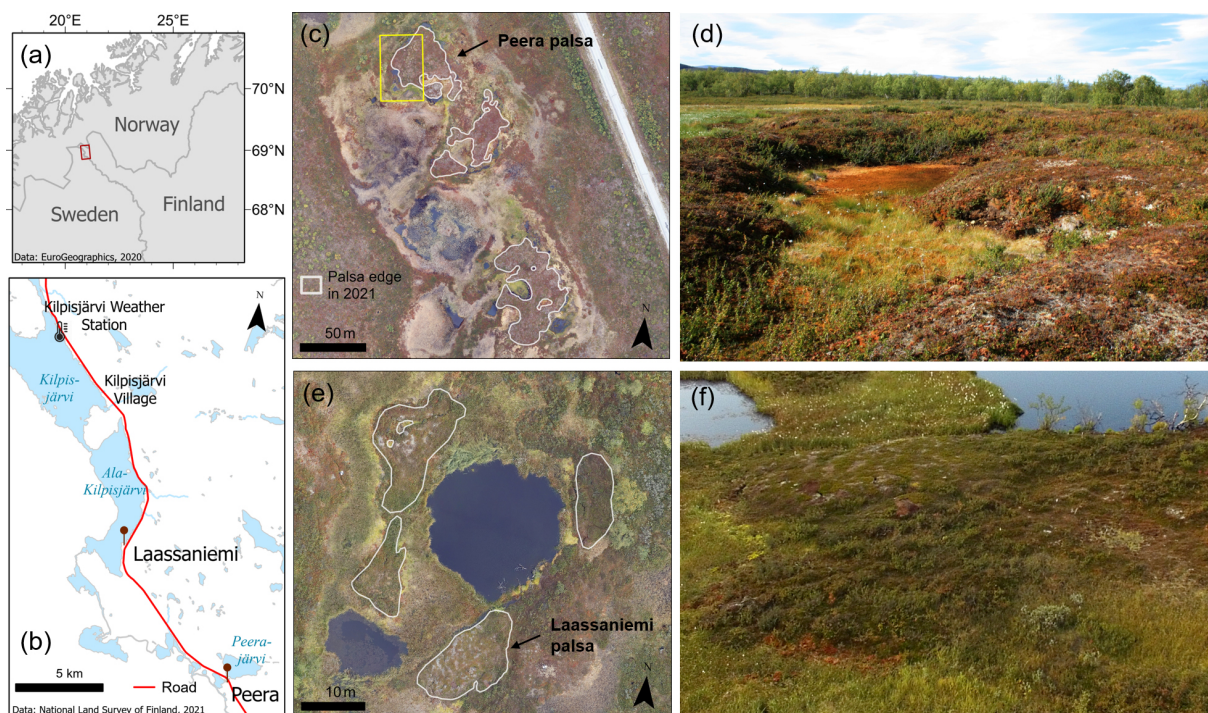 20°E
25°E
(a)
70°N
Norway
69°N
Sweden
Finland
68°N
Data: EuroGeographics, 2020
N
Kilpisjärvi Weather
Station
Kilpis-
järvi
Kilpisjärvi
Village
Ala-
Kilpisjärvi
Laassaniemi
(b)
Peera-
järvi
5 km
Road
Peera
Data: National Land Survey of Finland, 2021
(c)
Peera palsa
Palsa edge
in 2021
50 m
N
(d)
(e)
Laassaniemi
palsa
10 m
N
(f)